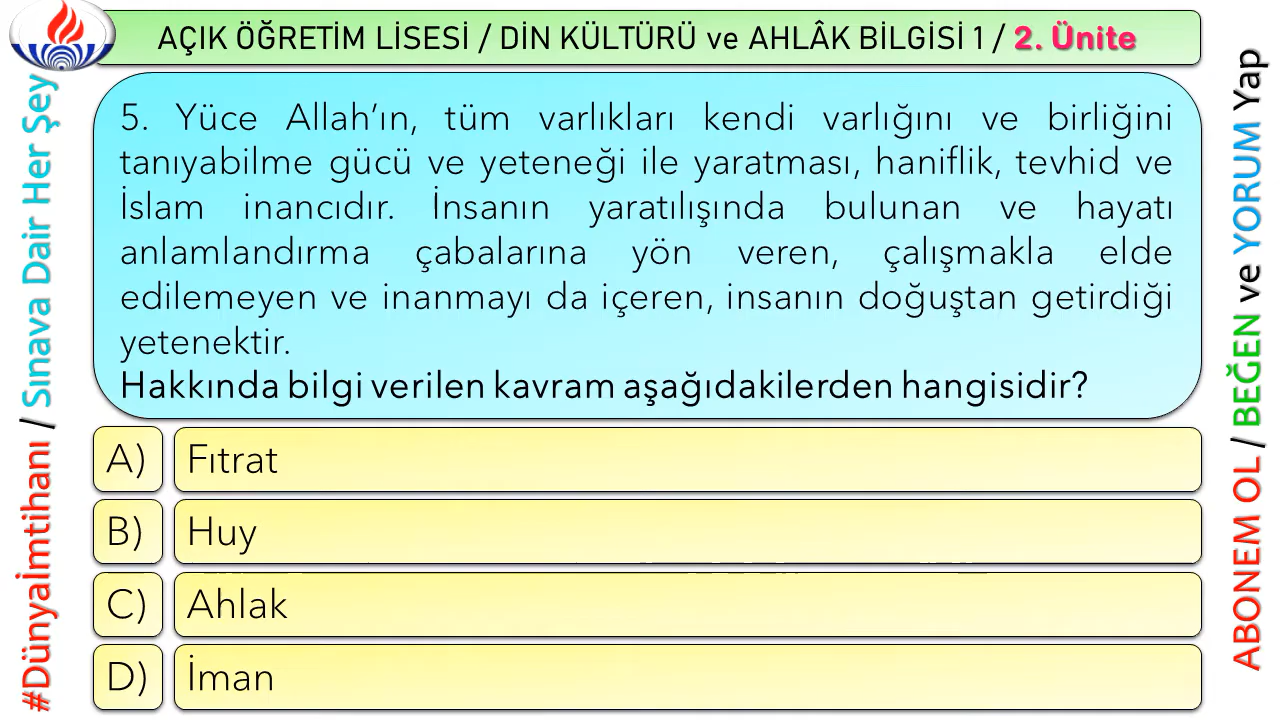 AÇIK ÖĞRETİM LİSESİ / DİN KÜLTÜRÜ ve AHLÂK BİLGİSİ 1 / 2. Ünite
5. Yüce Allah’ın, tüm varlıkları kendi varlığını ve birliğini
tanıyabilme gücü ve yeteneği ile yaratması, haniflik, tevhid ve
İslam inancıdır. İnsanın yaratılışında bulunan ve hayatı
anlamlandırma çabalarına yön veren, çalışmakla elde
edilemeyen ve inanmayı da içeren, insanın doğuştan getirdiği
yetenektir.
Hakkında bilgi verilen kavram aşağıdakilerden hangisidir?
A) Fıtrat
B) Huy
C) Ahlak
D) İman
#Dünyaİmtihanı / Sınava Dair Her Şey
ABONEM OL / BEĞEN ve YORUM Yap